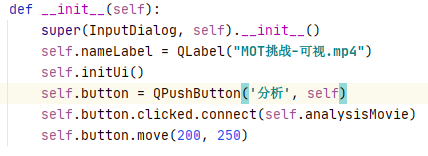 def __init__(self):
    super(InputDialog, self).__init__()
    self.nameLabel = QLabel("MOT挑战-可视.mp4")
    self.initUi()
    self.button = QPushButton('分析', self)
    self.button.clicked.connect(self.analysisMovie)
    self.button.move(200, 250)